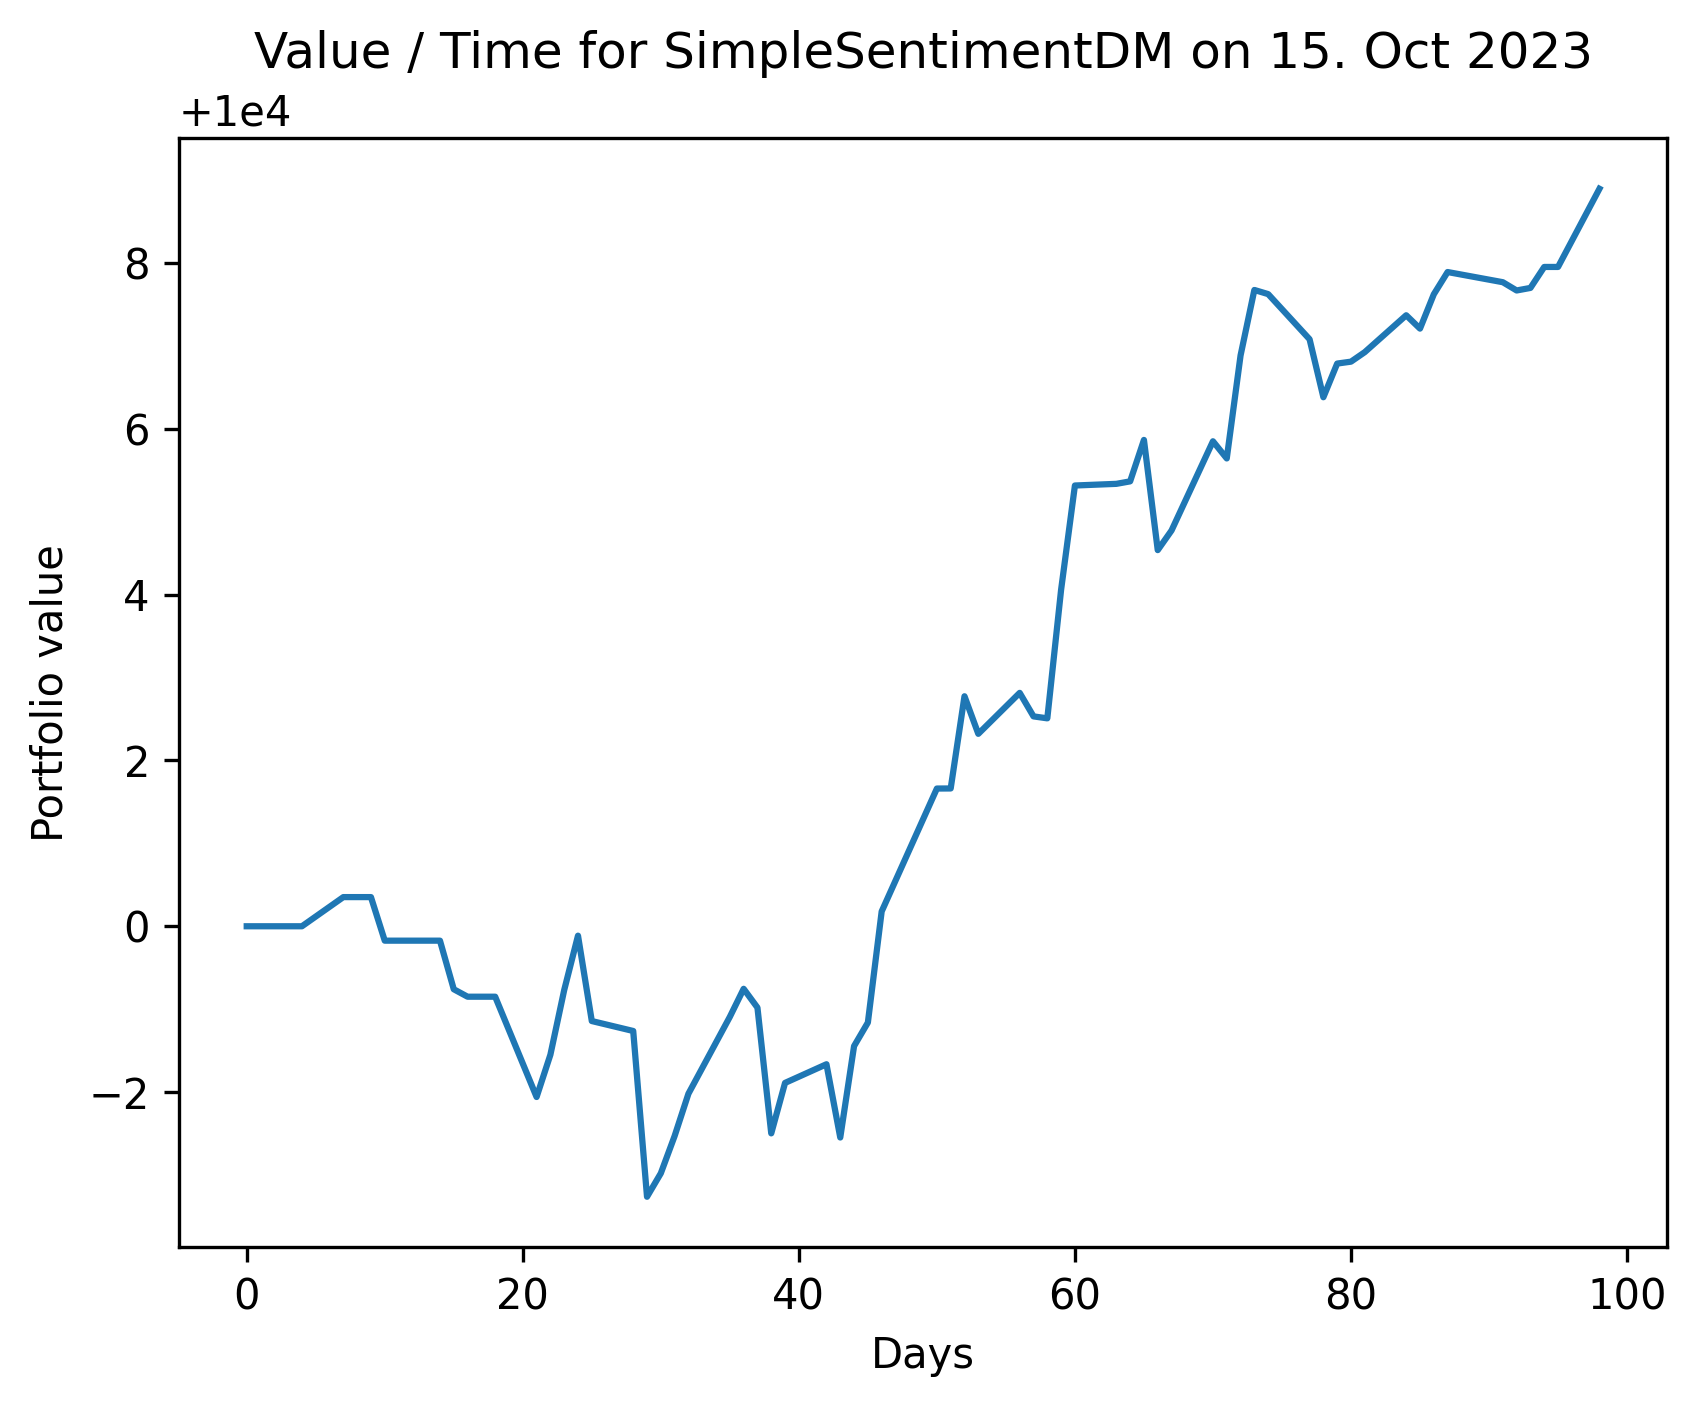 Value / Time for SimpleSentimentDM on 15. Oct 2023
+1e4
8
6
4
2
0
−2
Portfolio value
0 20 40 60 80 100
Days